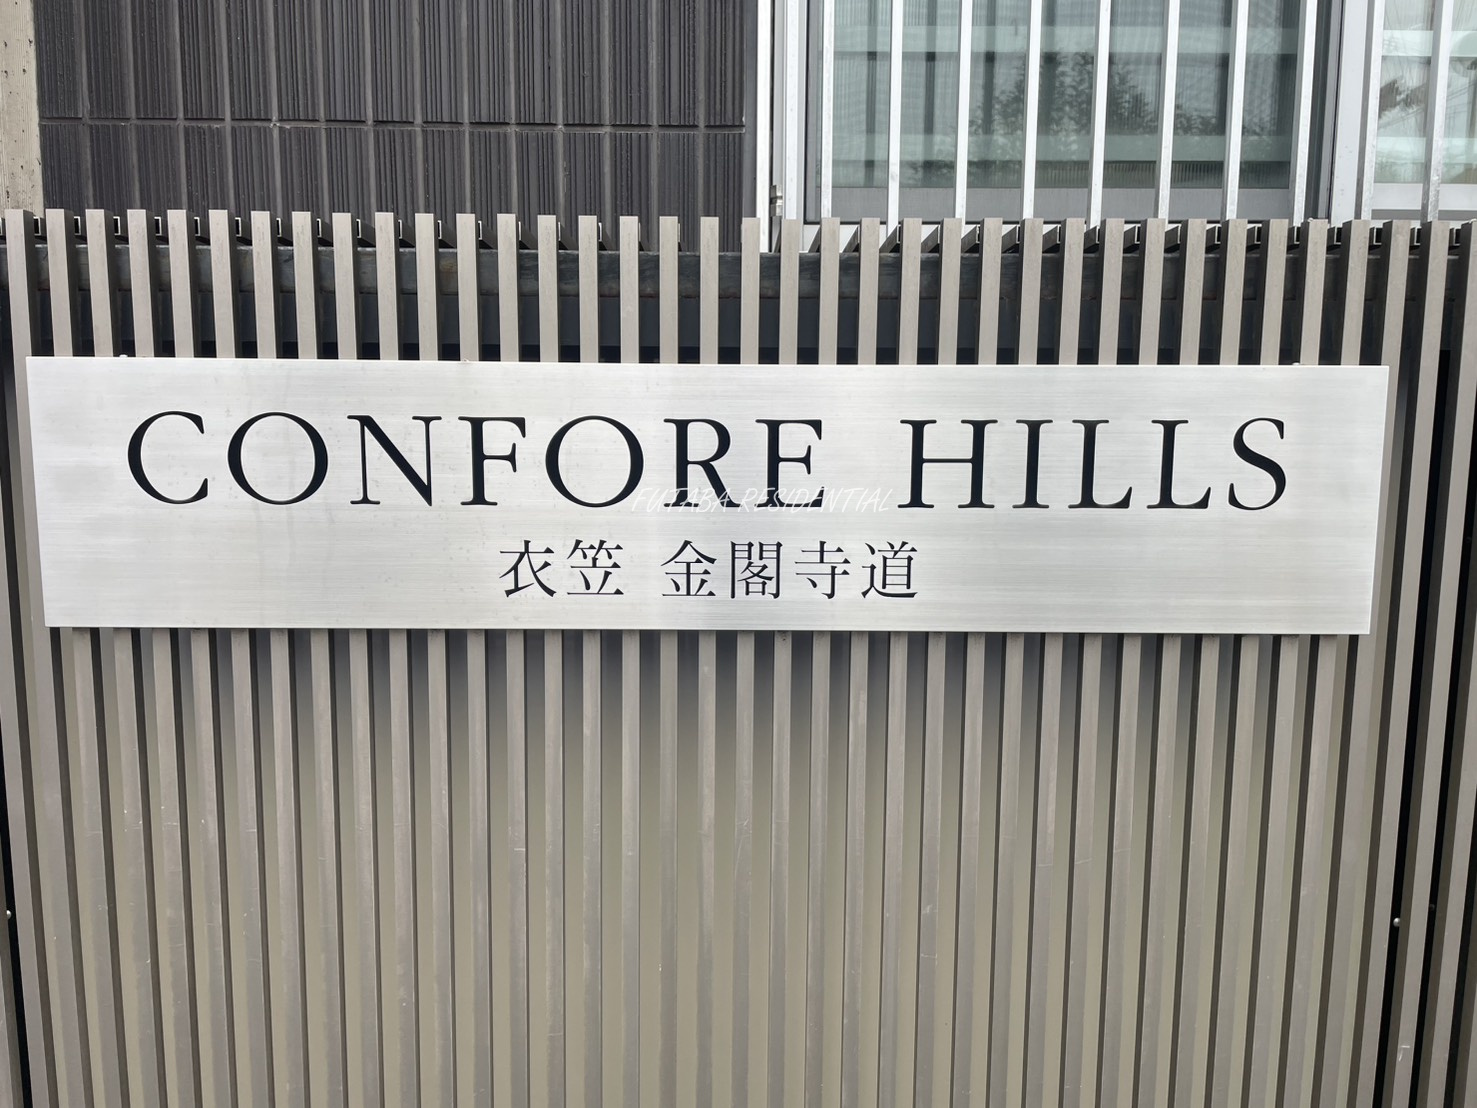 CONFORE HILLS
FUTABA RESIDENTIAL
衣笠 金閣寺道